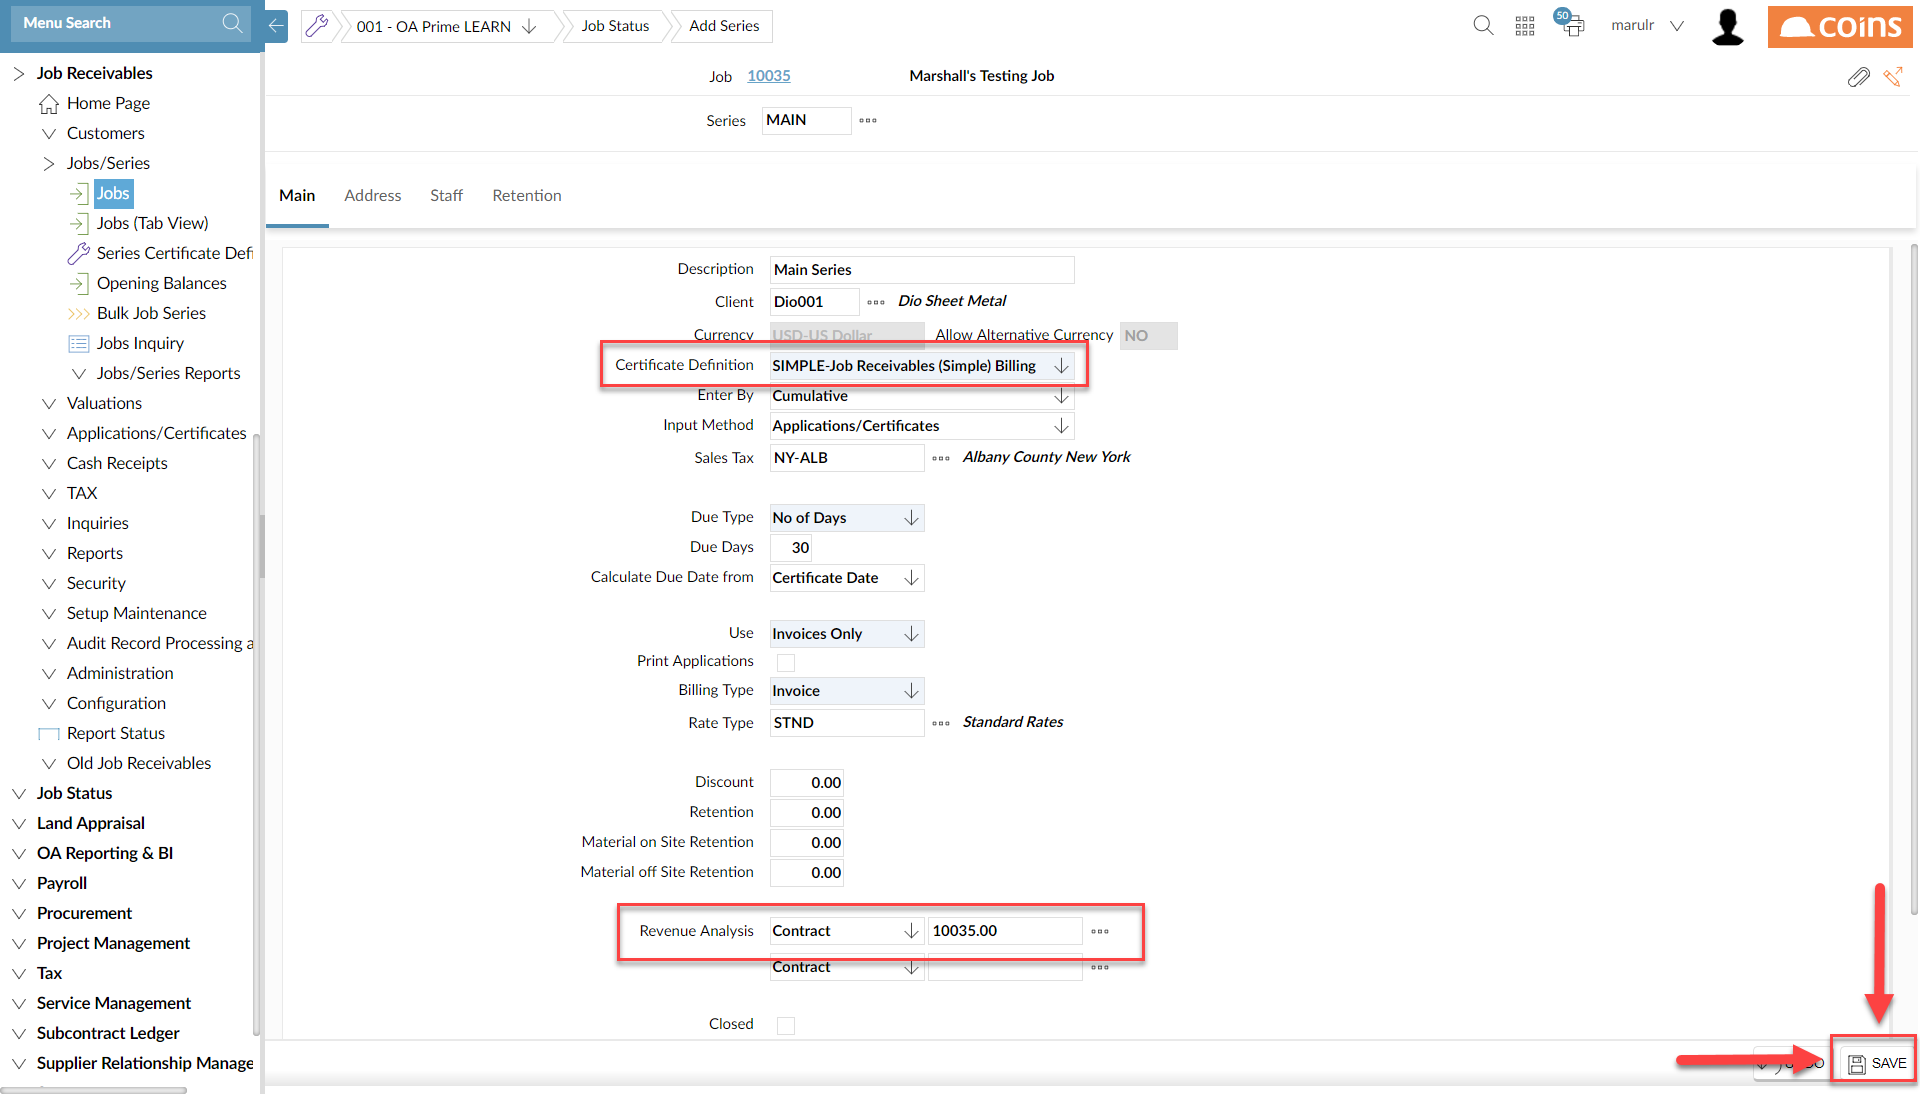 Menu Search
001 - OA Prime LEARN
Job Status
Add Series
50
marulr
coins
Job 10035 Marshall's Testing Job
Series MAIN
Job Receivables
Home Page
Customers
Jobs/Series
Jobs
Jobs (Tab View)
Series Certificate Defi
Opening Balances
Bulk Job Series
Jobs Inquiry
Jobs/Series Reports
Valuations
Applications/Certificates
Cash Receipts
TAX
Inquiries
Reports
Security
Setup Maintenance
Audit Record Processing a
Administration
Configuration
Report Status
Old Job Receivables
Job Status
Land Appraisal
OA Reporting & BI
Payroll
Procurement
Project Management
Tax
Service Management
Subcontract Ledger
Supplier Relationship Manage
Main Address Staff Retention
Description Main Series
Client Dio001 Dio Sheet Metal
Currency USD-US Dollar Allow Alternative Currency NO
Certificate Definition SIMPLE-Job Receivables (Simple) Billing
Enter By Cumulative
Input Method Applications/Certificates
Sales Tax NY-ALB Albany County New York
Due Type No of Days
Due Days 30
Calculate Due Date from Certificate Date
Use Invoices Only
Print Applications
Billing Type Invoice
Rate Type STND Standard Rates
Discount 0.00
Retention 0.00
Material on Site Retention 0.00
Material off Site Retention 0.00
Revenue Analysis Contract 10035.00
Contract
Closed
SAVE